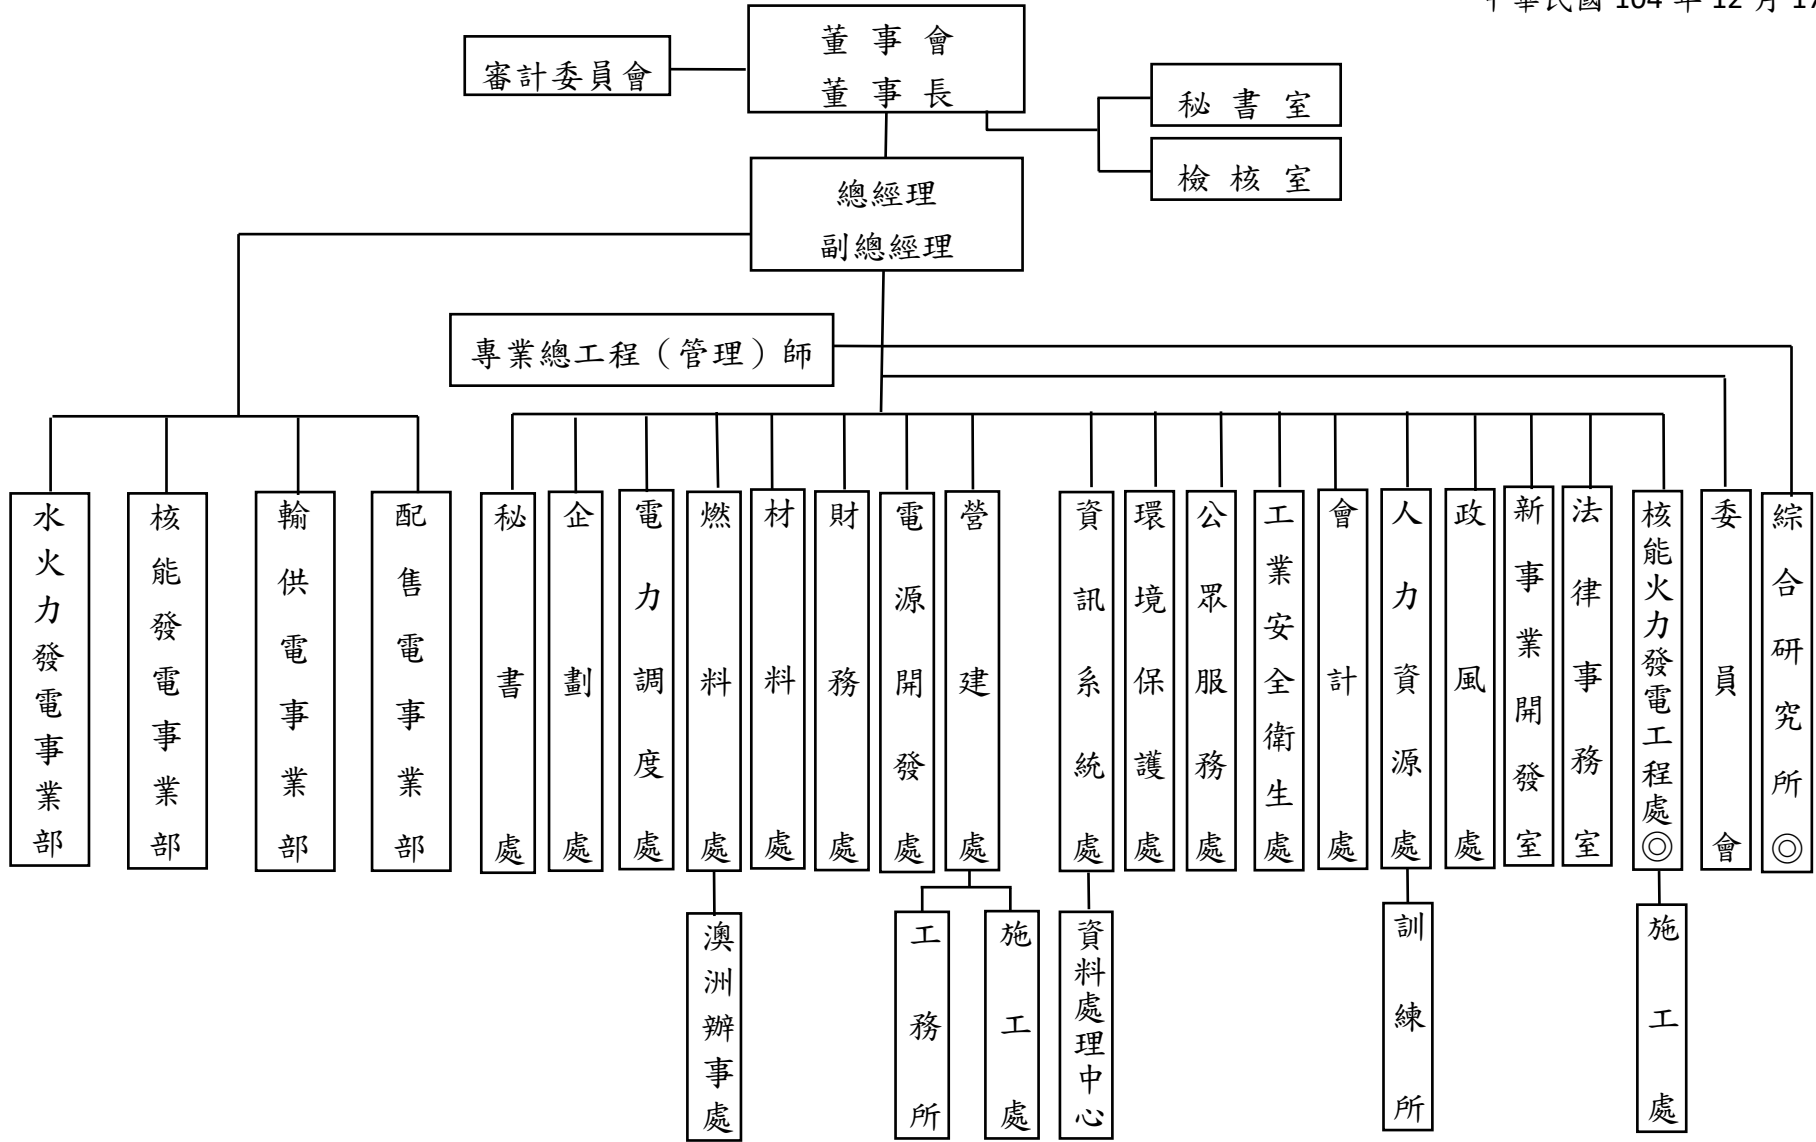 中華民國 104 年 12 月 17
董事會
董事長
審計委員會
秘書室
檢核室
總經理
副總經理
專業總工程（管理）師
水火力發電事業部
核能發電事業部
輸供電事業部
配售電事業部
秘書處
企劃處
電力調度處
燃料處
材料處
財務處
電源開發處
營建處
資訊系統處
環境保護處
公眾服務處
工業安全衛生處
會計處
人力資源處
政風處
新事業開發室
法律事務室
核能火力發電工程處◎
委員會
綜合研究所◎
澳洲辦事處
工務所
施工處
資料處理中心
訓練所
施工處